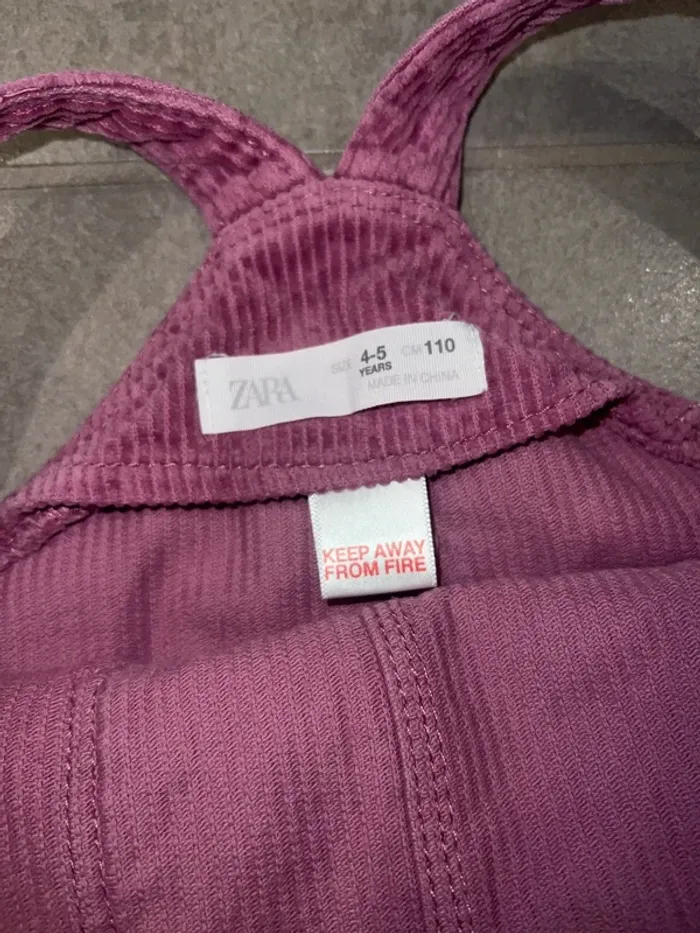 ZARA
SIZE 4-5 YEARS CM 110
MADE IN CHINA
KEEP AWAY
FROM FIRE